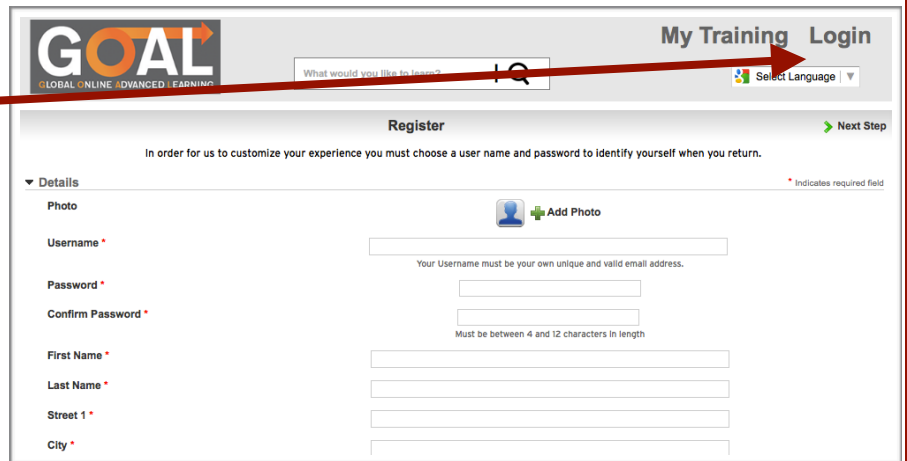 My Training Login
GOAL
GLOBAL ONLINE ADVANCED LEARNING
What would you like to learn?
Select Language ▼
Register
Next Step
In order for us to customize your experience you must choose a user name and password to identify yourself when you return.
Details
* Indicates required field
Photo
Add Photo
Username *
Your Username must be your own unique and valid email address.
Password *
Confirm Password *
Must be between 4 and 12 characters in length
First Name *
Last Name *
Street 1 *
City *